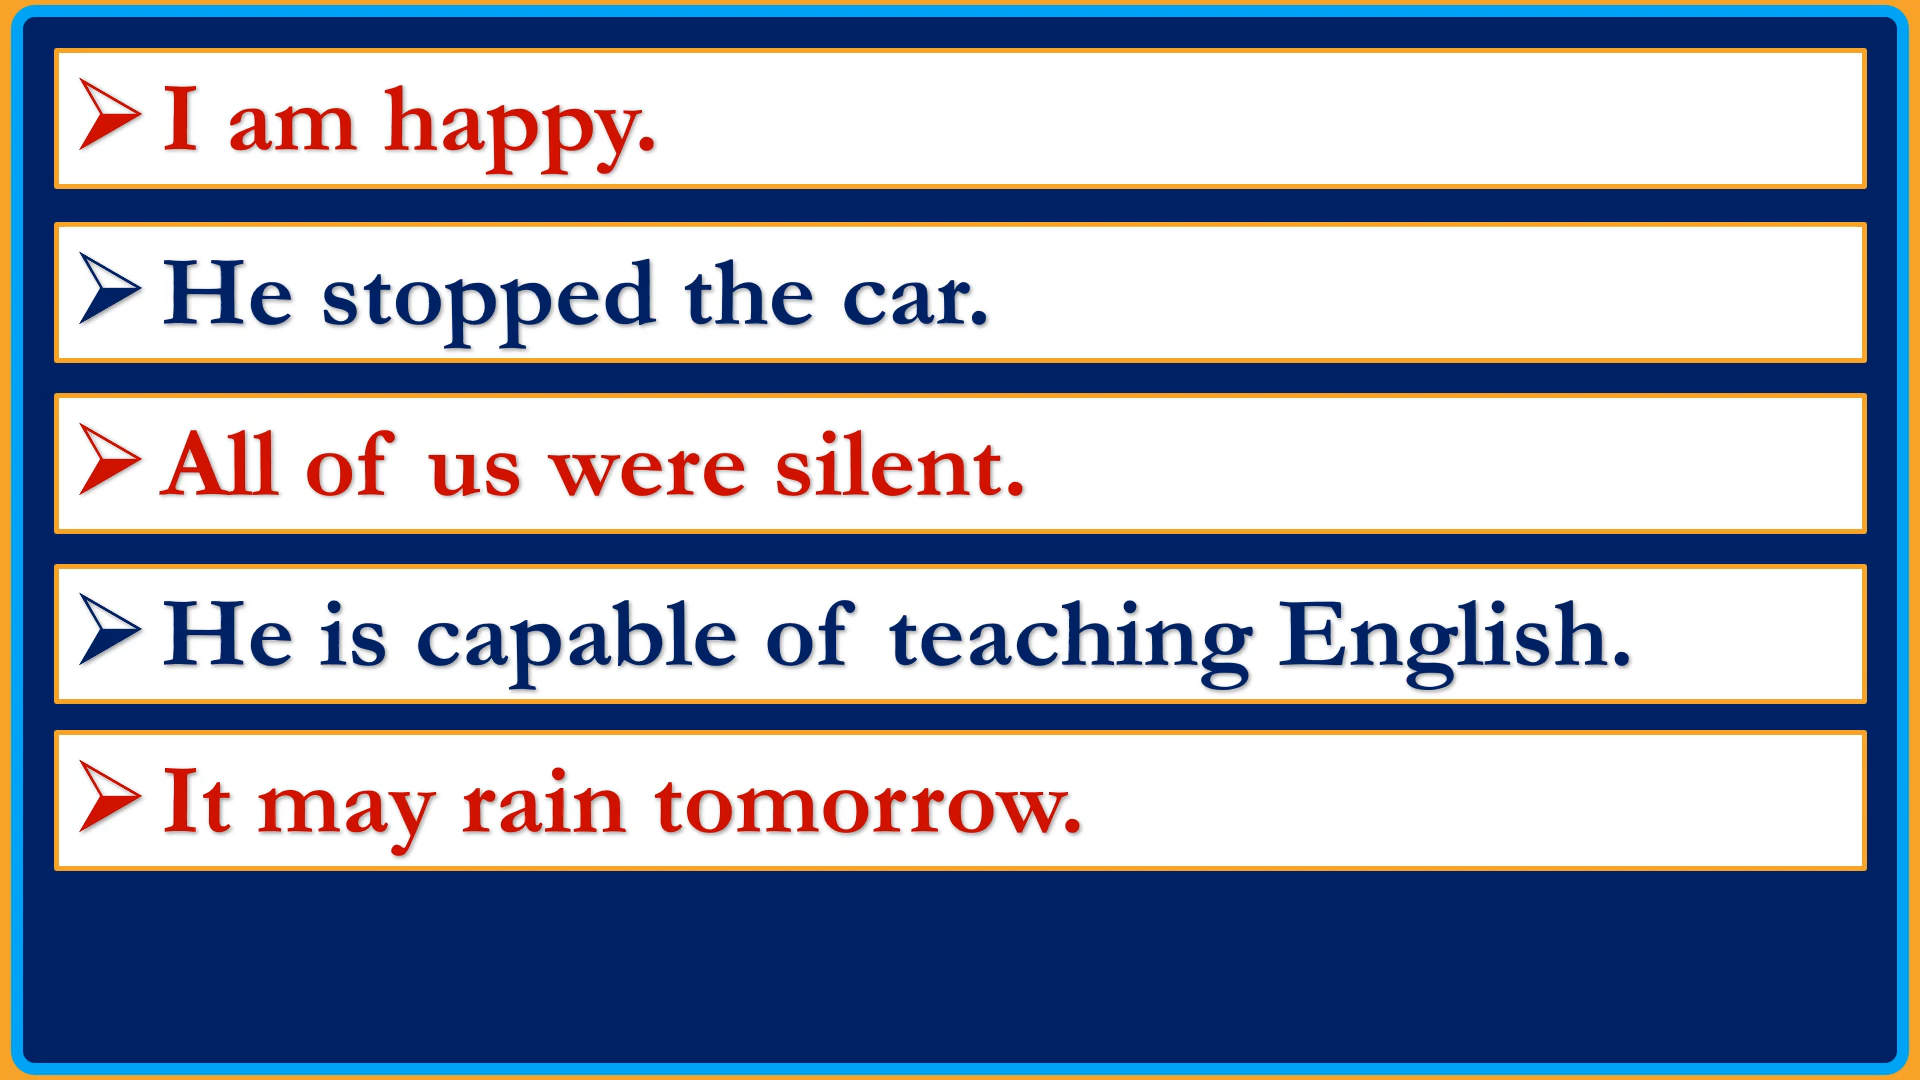 I am happy.
He stopped the car.
All of us were silent.
He is capable of teaching English.
It may rain tomorrow.